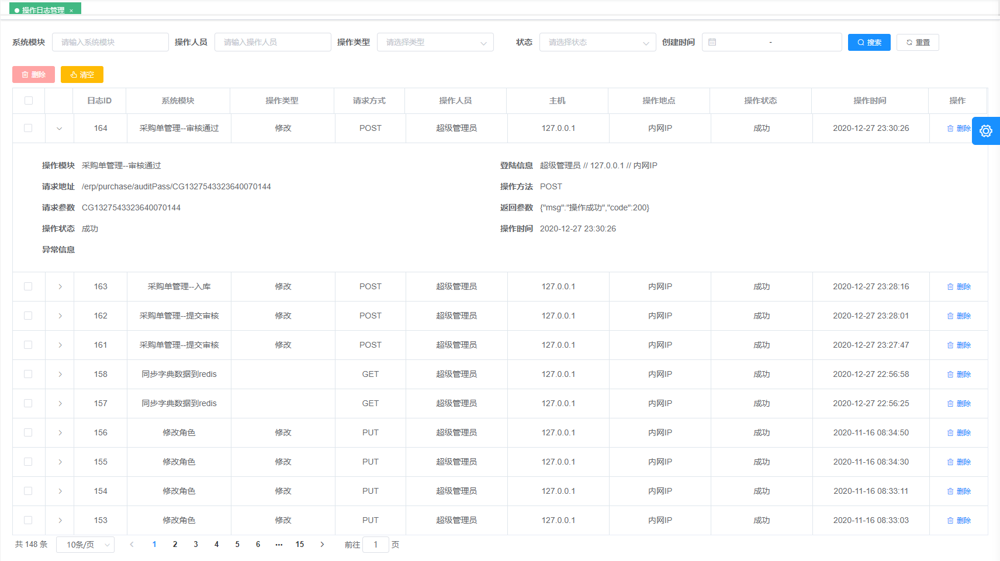 操作日志管理 ×
系统模块 请输入系统模块 操作人员 请输入操作人员 操作类型 请选择类型 状态 请选择状态 创建时间 - 搜索 重置
删除 清空
日志ID 系统模块 操作类型 请求方式 操作人员 主机 操作地点 操作状态 操作时间 操作
164 采购单管理--审核通过 修改 POST 超级管理员 127.0.0.1 内网IP 成功 2020-12-27 23:30:26 删除
操作模块 采购单管理--审核通过 登陆信息 超级管理员 // 127.0.0.1 // 内网IP
请求地址 /erp/purchase/auditPass/CG1327543323640070144 操作方法 POST
请求参数 CG1327543323640070144 返回参数 {"msg":"操作成功","code":200}
操作状态 成功 操作时间 2020-12-27 23:30:26
异常信息
163 采购单管理--入库 修改 POST 超级管理员 127.0.0.1 内网IP 成功 2020-12-27 23:28:16 删除
162 采购单管理--提交审核 修改 POST 超级管理员 127.0.0.1 内网IP 成功 2020-12-27 23:28:01 删除
161 采购单管理--提交审核 修改 POST 超级管理员 127.0.0.1 内网IP 成功 2020-12-27 23:27:47 删除
158 同步字典数据到redis GET 超级管理员 127.0.0.1 内网IP 成功 2020-12-27 22:56:58 删除
157 同步字典数据到redis GET 超级管理员 127.0.0.1 内网IP 成功 2020-12-27 22:56:25 删除
156 修改角色 修改 PUT 超级管理员 127.0.0.1 内网IP 成功 2020-11-16 08:34:50 删除
155 修改角色 修改 PUT 超级管理员 127.0.0.1 内网IP 成功 2020-11-16 08:34:30 删除
154 修改角色 修改 PUT 超级管理员 127.0.0.1 内网IP 成功 2020-11-16 08:33:11 删除
153 修改角色 修改 PUT 超级管理员 127.0.0.1 内网IP 成功 2020-11-16 08:33:03 删除
共 148 条 10条/页 1 2 3 4 5 6 ••• 15 前往 1 页